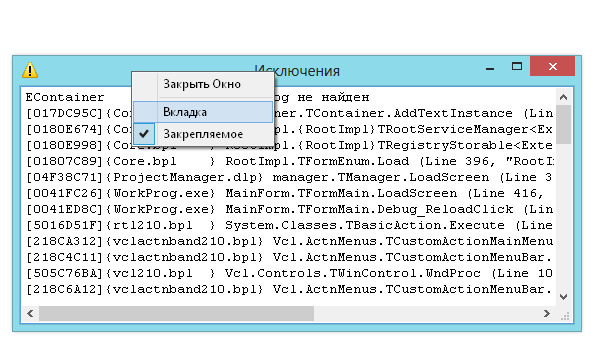 Исключения
Закрыть Окно
Вкладка
Закрепляемое
EContainer og не найден
[017DC95C]{Co ner.TContainer.AddTextInstance (Lin
[0180E674]{Co l.{RootImpl}TRootServiceManager<Ex
[0180E998]{Co RootImpl.{RootImpl}TRegistryStorable<Exte
[01807C89]{Core.bpl } RootImpl.TFormEnum.Load (Line 396, "RootI
[04F38C71]{ProjectManager.dlp} manager.TManager.LoadScreen (Line 3
[0041FC26]{WorkProg.exe} MainForm.TFormMain.LoadScreen (Line 416,
[0041ED8C]{WorkProg.exe} MainForm.TFormMain.Debug_ReloadClick (Lin
[5016D51F]{rtl210.bpl } System.Classes.TBasicAction.Execute (Line
[218CA312]{vclactnband210.bpl} Vcl.ActnMenus.TCustomActionMainMenu
[218C4C11]{vclactnband210.bpl} Vcl.ActnMenus.TCustomActionMenuBar.
[505C76BA]{vcl210.bpl } Vcl.Controls.TWinControl.WndProc (Line 10
[218C6A12]{vclactnband210.bpl} Vcl.ActnMenus.TCustomActionMenuBar.